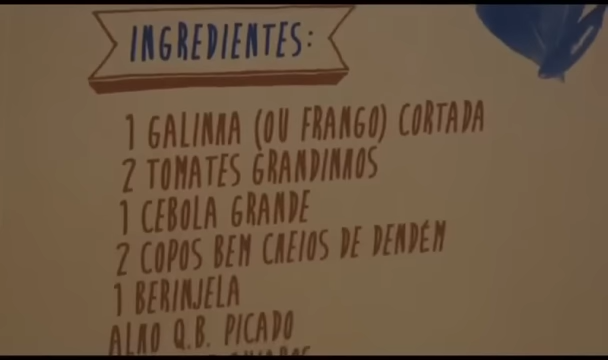 INGREDIENTES:
1 GALINHA (OU FRANGO) CORTADA
2 TOMATES GRANDINHOS
1 CEBOLA GRANDE
2 COPOS BEM CHEIOS DE DENDÉM
1 BERINJELA
ALHO Q.B. PICADO